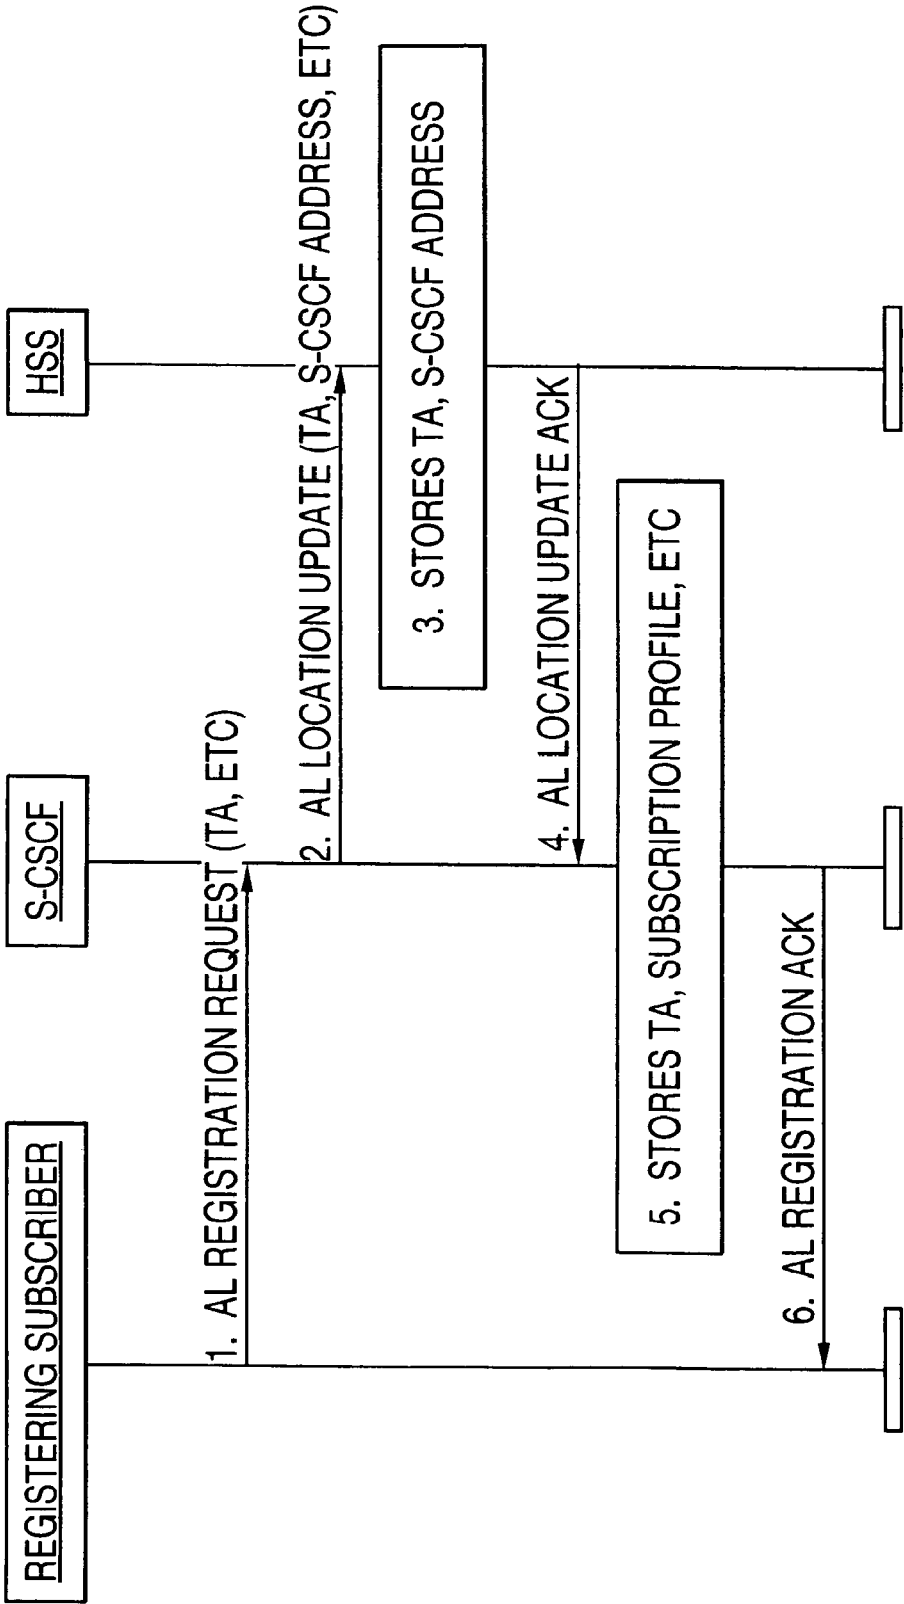 REGISTERING SUBSCRIBER
S-CSCF
HSS
1. AL REGISTRATION REQUEST (TA, ETC)
2. AL LOCATION UPDATE (TA, S-CSCF ADDRESS, ETC)
3. STORES TA, S-CSCF ADDRESS
4. AL LOCATION UPDATE ACK
5. STORES TA, SUBSCRIPTION PROFILE, ETC
6. AL REGISTRATION ACK